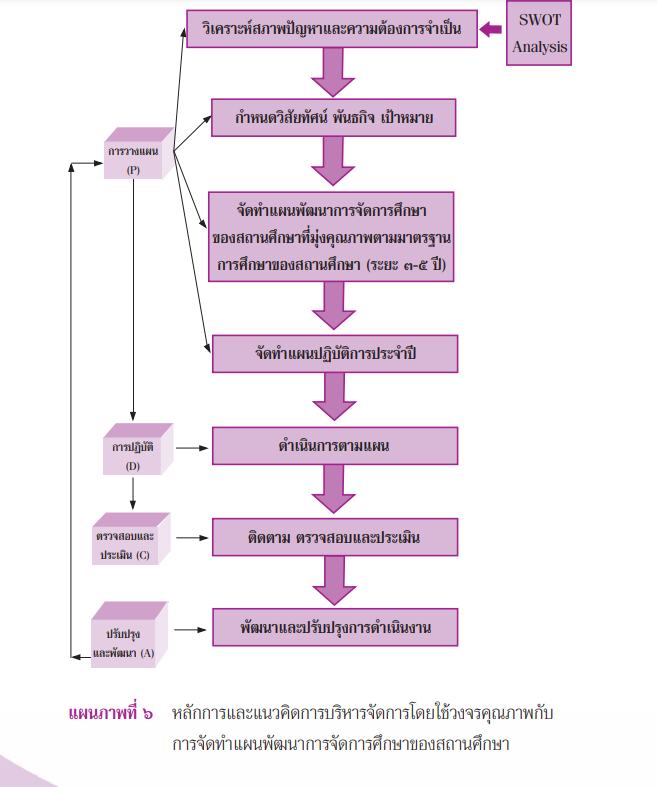 SWOT
Analysis
วิเคราะห์สภาพปัญหาและความต้องการจำเป็น
กำหนดวิสัยทัศน์ พันธกิจ เป้าหมาย
การวางแผน
(P)
จัดทำแผนพัฒนาการจัดการศึกษา
ของสถานศึกษาที่มุ่งคุณภาพตามมาตรฐาน
การศึกษาของสถานศึกษา (ระยะ ๓-๕ ปี)
จัดทำแผนปฏิบัติการประจำปี
การปฏิบัติ
(D)
ดำเนินการตามแผน
ตรวจสอบและ
ประเมิน (C)
ติดตาม ตรวจสอบและประเมิน
ปรับปรุง
และพัฒนา (A)
พัฒนาและปรับปรุงการดำเนินงาน
แผนภาพที่ ๖ หลักการและแนวคิดการบริหารจัดการโดยใช้วงจรคุณภาพกับ
การจัดทำแผนพัฒนาการจัดการศึกษาของสถานศึกษา